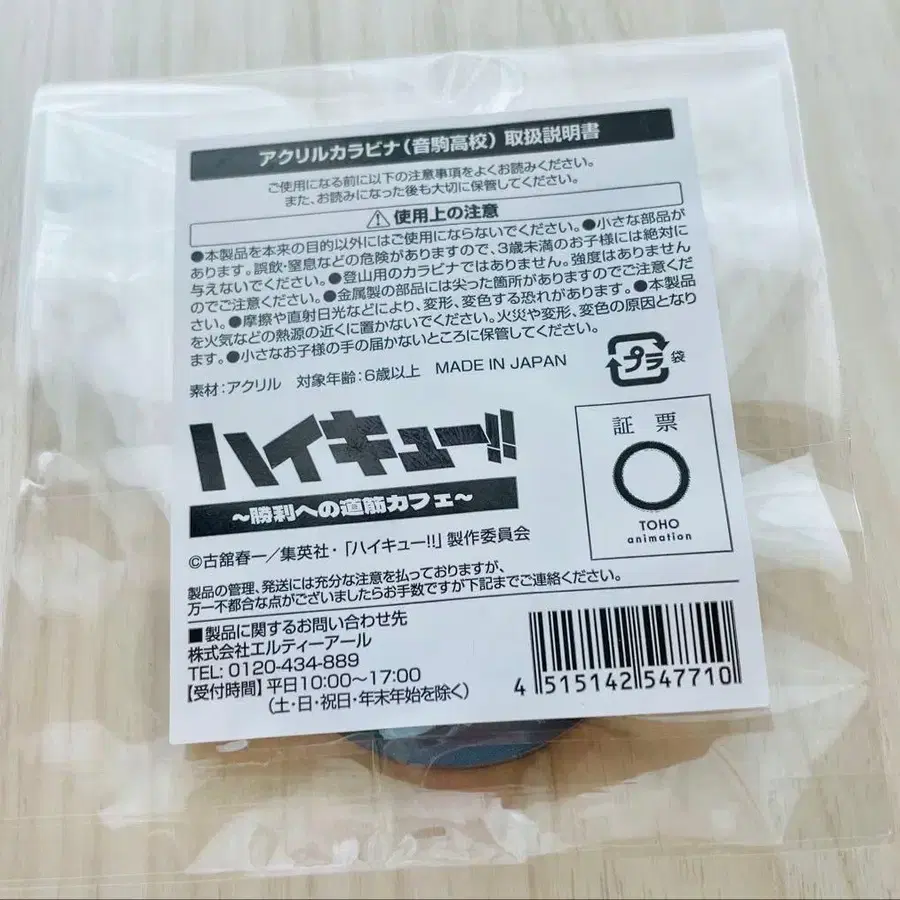 アクリルカラビナ(音駒高校) 取扱説明書
ご使用になる前に以下の注意事項をよくお読みください。
また、お読みになった後も大切に保管してください。
⚠使用上の注意
●本製品を本来の目的以外にはご使用にならないでください。●小さな部品が
あります。誤飲・窒息などの危険がありますので、3歳未満のお子様には絶対に
与えないでください。●登山用のカラビナではありません。強度はありません
のでご注意ください。●金属製の部品には尖った箇所がありますのでご注意くだ
さい。●摩擦や直射日光などにより、変形、変色する恐れがあります。●本製品
を火気などの熱源の近くに置かないでください。火災や変形、変色の原因となり
ます。●小さなお子様の手の届かないところに保管してください。
素材:アクリル 対象年齢:6歳以上 MADE IN JAPAN
プラ 袋
ハイキュー!!
〜勝利への道筋カフェ〜
証票
TOHO
animation
©古舘春一/集英社・「ハイキュー!!」製作委員会
製品の管理、発送には充分な注意を払っておりますが、
万一不都合な点がございましたらお手数ですが下記までご連絡ください。
■製品に関するお問い合わせ先
株式会社エルティーアール
TEL: 0120-434-889
【受付時間】平日10:00〜17:00
(土・日・祝日・年末年始を除く)
4 515142 547710